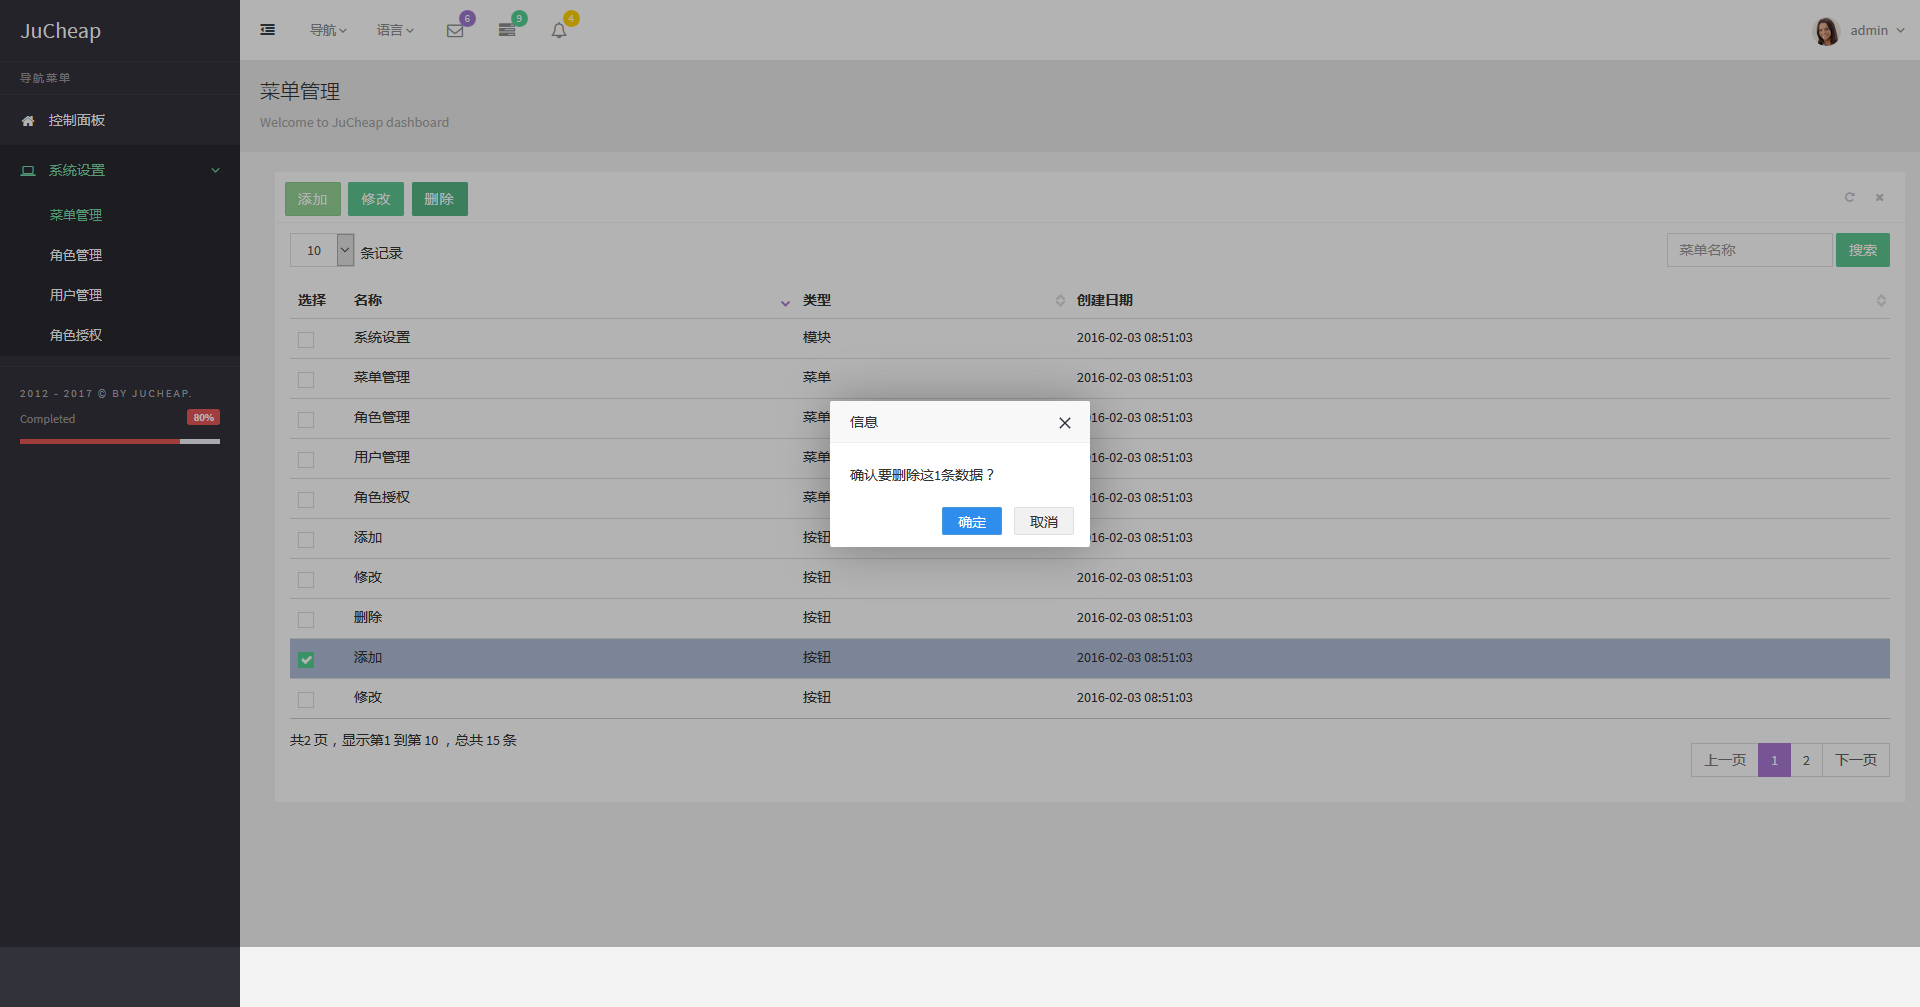 JuCheap
导航 语言 6 9 4 admin
导航菜单
控制面板
系统设置
菜单管理
角色管理
用户管理
角色授权
2012 - 2017 © BY JUCHEAP.
Completed 80%
菜单管理
Welcome to JuCheap dashboard
添加 修改 删除
10 条记录 菜单名称 搜索
选择 名称 类型 创建日期
系统设置 模块 2016-02-03 08:51:03
菜单管理 菜单 2016-02-03 08:51:03
角色管理 菜单 16-02-03 08:51:03
用户管理 菜单 16-02-03 08:51:03
角色授权 菜单 16-02-03 08:51:03
添加 按钮 16-02-03 08:51:03
修改 按钮 2016-02-03 08:51:03
删除 按钮 2016-02-03 08:51:03
添加 按钮 2016-02-03 08:51:03
修改 按钮 2016-02-03 08:51:03
共2 页，显示第1 到第 10 ，总共 15 条
上一页 1 2 下一页
信息
确认要删除这1条数据？
确定 取消